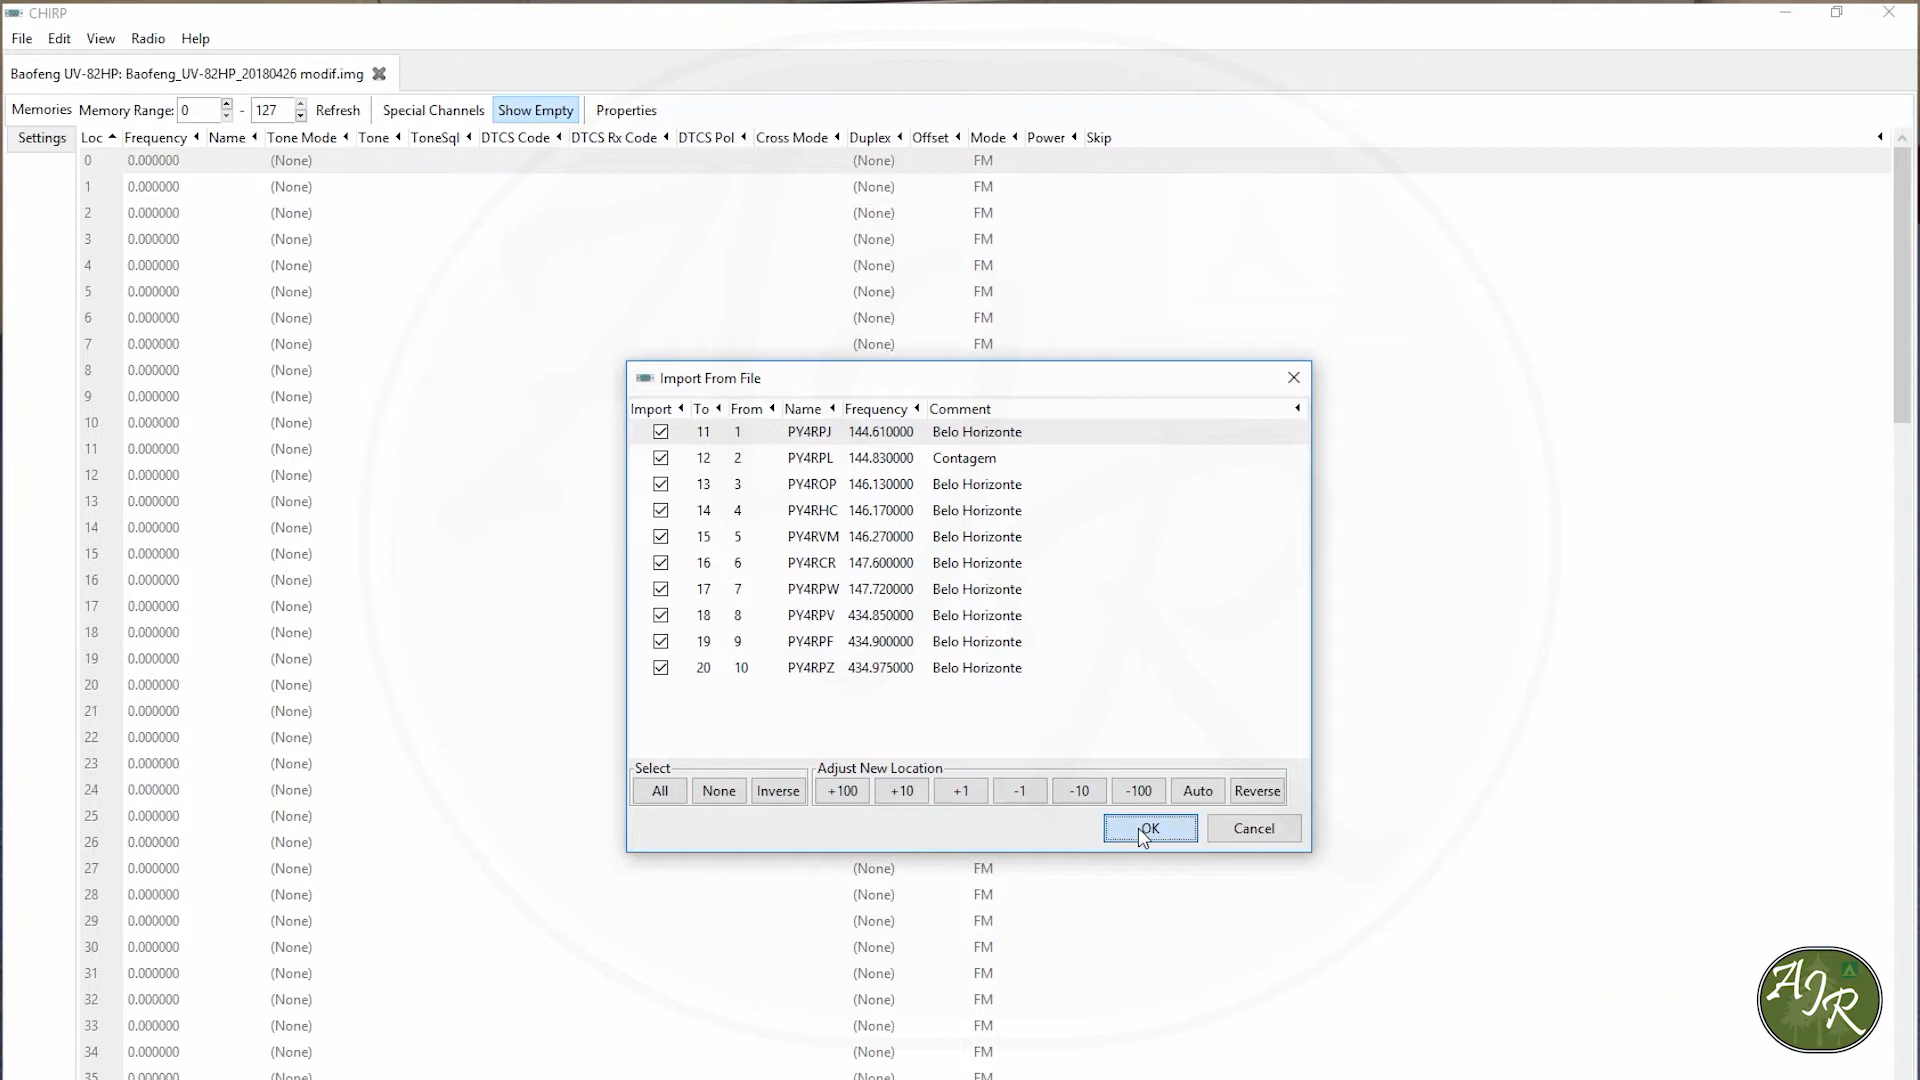 CHIRP
File Edit View Radio Help
Baofeng UV-82HP: Baofeng_UV-82HP_20180426 modif.img
Memories Memory Range: 0 - 127 Refresh Special Channels Show Empty Properties
Settings Loc Frequency Name Tone Mode Tone ToneSql DTCS Code DTCS Rx Code DTCS Pol Cross Mode Duplex Offset Mode Power Skip
0 0.000000 (None) (None) FM
1 0.000000 (None) (None) FM
2 0.000000 (None) (None) FM
3 0.000000 (None) (None) FM
4 0.000000 (None) (None) FM
5 0.000000 (None) (None) FM
6 0.000000 (None) (None) FM
7 0.000000 (None) (None) FM
8 0.000000 (None)
9 0.000000 (None)
10 0.000000 (None)
11 0.000000 (None)
12 0.000000 (None)
13 0.000000 (None)
14 0.000000 (None)
15 0.000000 (None)
16 0.000000 (None)
17 0.000000 (None)
18 0.000000 (None)
19 0.000000 (None)
20 0.000000 (None)
21 0.000000 (None)
22 0.000000 (None)
23 0.000000 (None)
24 0.000000 (None)
25 0.000000 (None)
26 0.000000 (None)
27 0.000000 (None) (None) FM
28 0.000000 (None) (None) FM
29 0.000000 (None) (None) FM
30 0.000000 (None) (None) FM
31 0.000000 (None) (None) FM
32 0.000000 (None) (None) FM
33 0.000000 (None) (None) FM
34 0.000000 (None) (None) FM
35 0.000000 (None) (None) FM
Import From File
Import To From Name Frequency Comment
11 1 PY4RPJ 144.610000 Belo Horizonte
12 2 PY4RPL 144.830000 Contagem
13 3 PY4ROP 146.130000 Belo Horizonte
14 4 PY4RHC 146.170000 Belo Horizonte
15 5 PY4RVM 146.270000 Belo Horizonte
16 6 PY4RCR 147.600000 Belo Horizonte
17 7 PY4RPW 147.720000 Belo Horizonte
18 8 PY4RPV 434.850000 Belo Horizonte
19 9 PY4RPF 434.900000 Belo Horizonte
20 10 PY4RPZ 434.975000 Belo Horizonte
Select Adjust New Location
All None Inverse +100 +10 +1 -1 -10 -100 Auto Reverse
OK Cancel
AJR